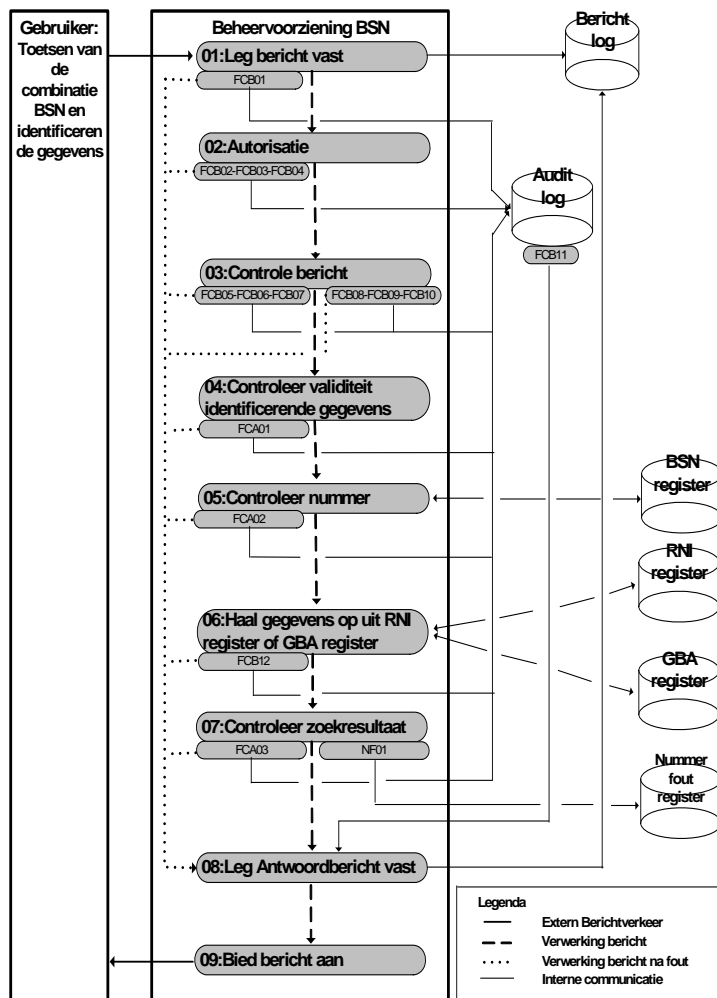 Gebruiker:
Toetsen van
de
combinatie
BSN en
identificeren
de gegevens
Beheervoorziening BSN
01:Leg bericht vast
FCB01
02:Autorisatie
FCB02-FCB03-FCB04
03:Controle bericht
FCB05-FCB06-FCB07
FCB08-FCB09-FCB10
04:Controleer validiteit
identificerende gegevens
FCA01
05:Controleer nummer
FCA02
06:Haal gegevens op uit RNI
register of GBA register
FCB12
07:Controleer zoekresultaat
FCA03
NF01
08:Leg Antwoordbericht vast
09:Bied bericht aan
Bericht
log
Audit
log
FCB11
BSN
register
RNI
register
GBA
register
Nummer
fout
register
Legenda
Extern Berichtverkeer
Verwerking bericht
Verwerking bericht na fout
Interne communicatie